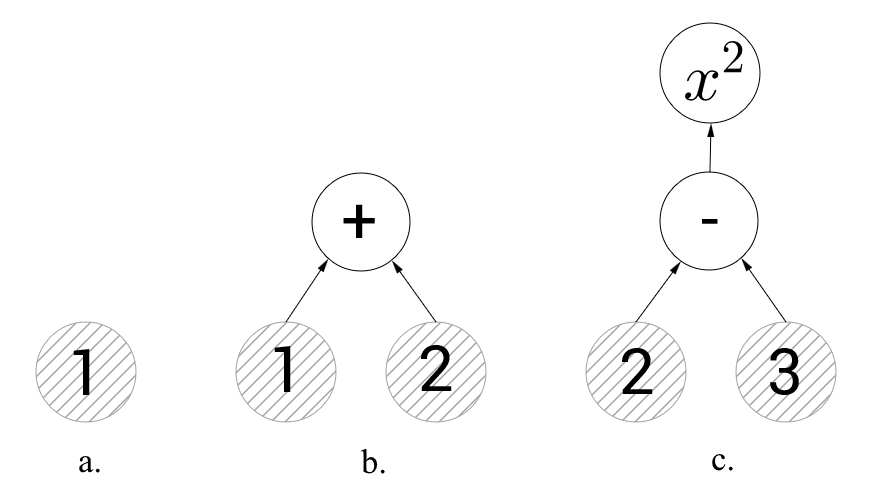 x²
+
-
1
1
2
2
3
a.
b.
c.